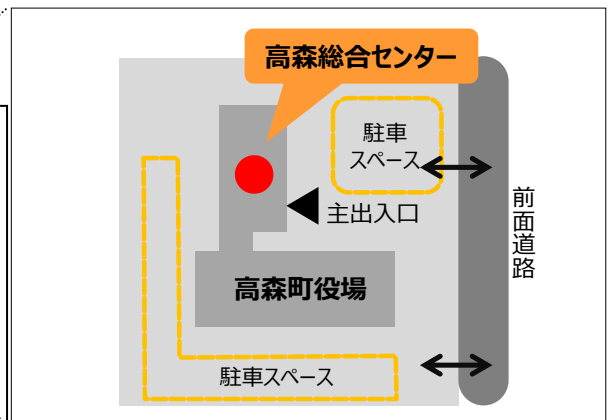 高森総合センター
駐車
スペース
主出入口
前面道路
高森町役場
駐車スペース